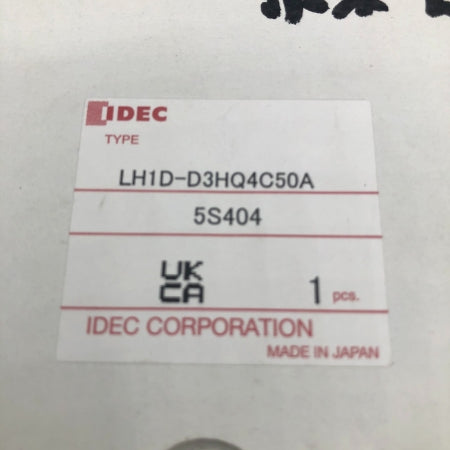 IDEC
TYPE
LH1D-D3HQ4C50A
5S404
UK
CA
1 pcs.
IDEC CORPORATION
MADE IN JAPAN